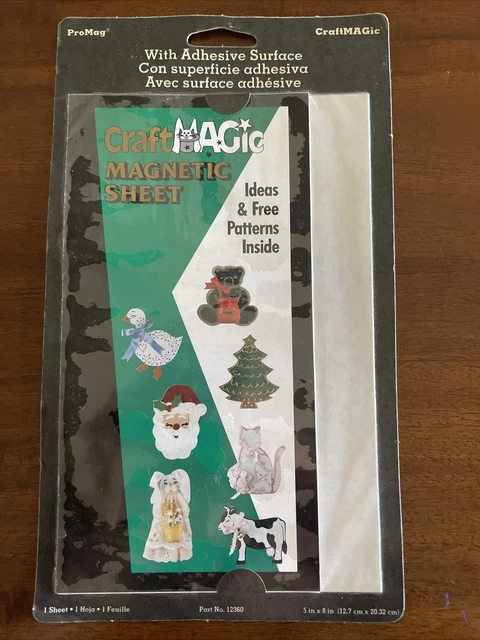 ProMag®
CraftMAGic™
With Adhesive Surface
Con superficie adhesiva
Avec surface adhésive
CraftMAGic
MAGNETIC
SHEET
Ideas
& Free
Patterns
Inside
1 Sheet • 1 Hoja • 1 Feuille
Part No. 12360
5 in x 8 in (12.7 cm x 20.32 cm)